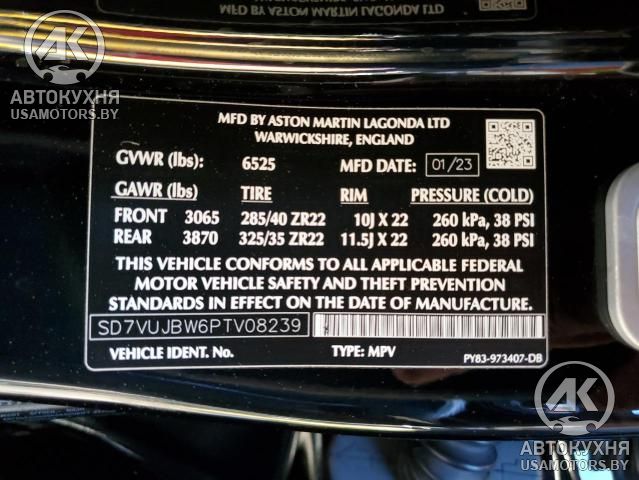 MFD BY ASTON MARTIN LAGONDA LTD
АВТОКУХНЯ
USAMOTORS.BY
MFD BY ASTON MARTIN LAGONDA LTD
WARWICKSHIRE, ENGLAND
GVWR (lbs): 6525 MFD DATE: 01/23
GAWR (lbs): TIRE RIM PRESSURE (COLD)
FRONT 3065 285/40 ZR22 10J X 22 260 kPa, 38 PSI
REAR 3870 325/35 ZR22 11.5J X 22 260 kPa, 38 PSI
THIS VEHICLE CONFORMS TO ALL APPLICABLE FEDERAL
MOTOR VEHICLE SAFETY AND THEFT PREVENTION
STANDARDS IN EFFECT ON THE DATE OF MANUFACTURE
SD7VUJBW6PTV08239
VEHICLE IDENT. No. TYPE: MPV PY83-973407-DB
АК
АВТОКУХНЯ
USAMOTORS.BY